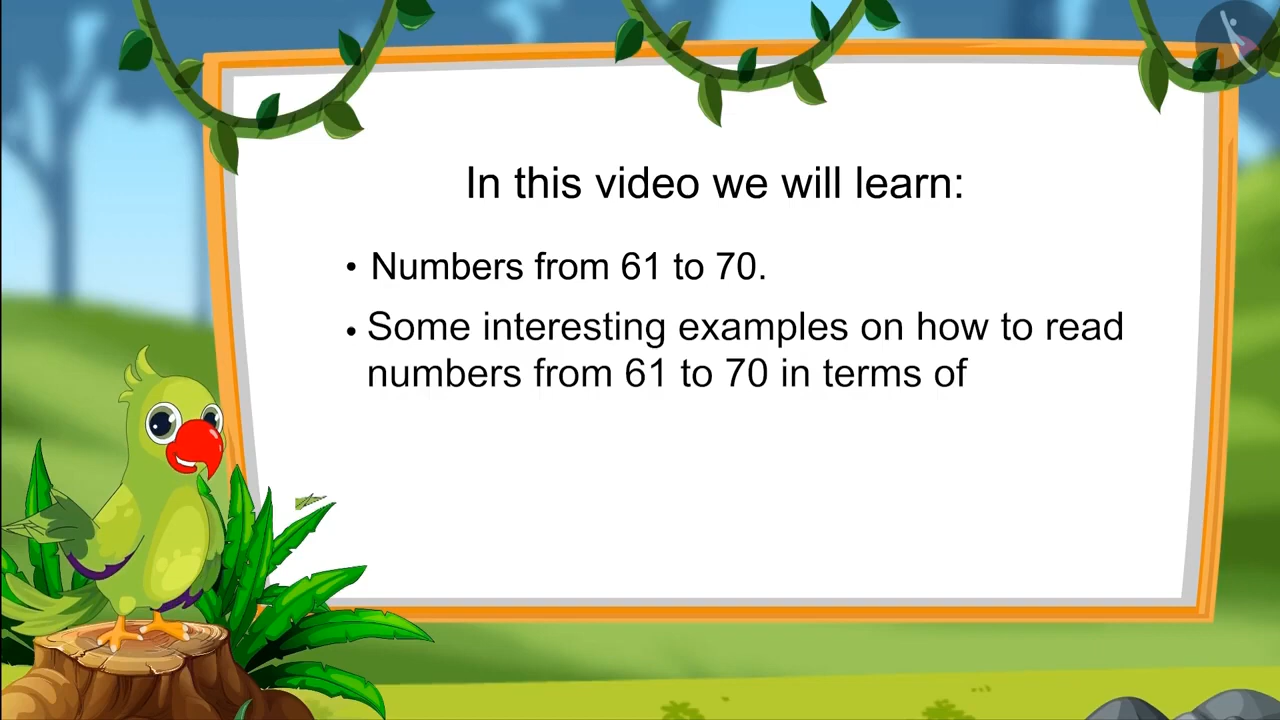 In this video we will learn:
• Numbers from 61 to 70.
• Some interesting examples on how to read
numbers from 61 to 70 in terms of